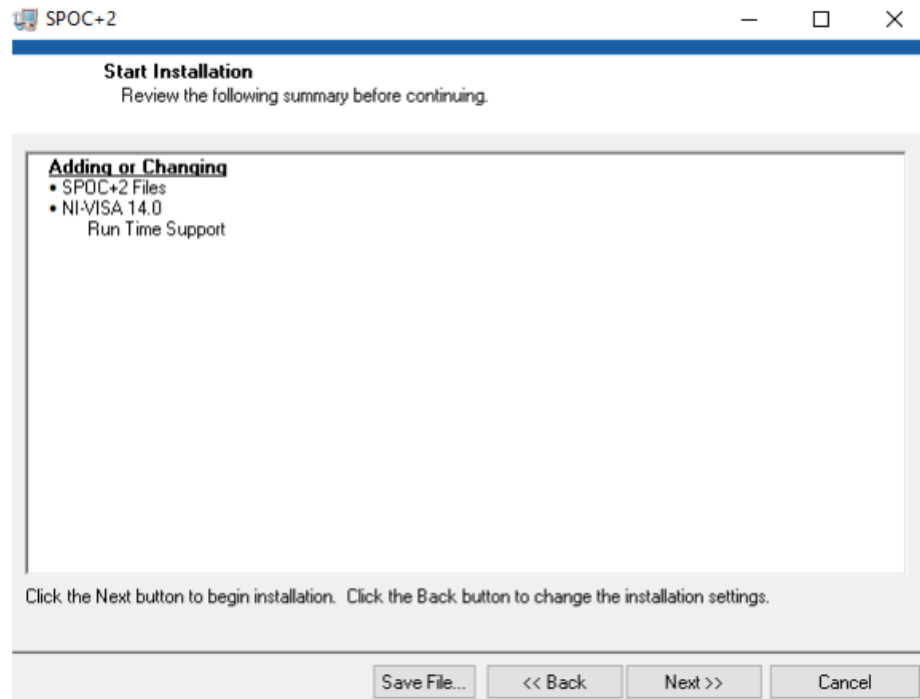 SPOC+2
Start Installation
Review the following summary before continuing.
Adding or Changing
• SPOC+2 Files
• NI-VISA 14.0
Run Time Support
Click the Next button to begin installation.  Click the Back button to change the installation settings.
Save File... << Back Next >> Cancel